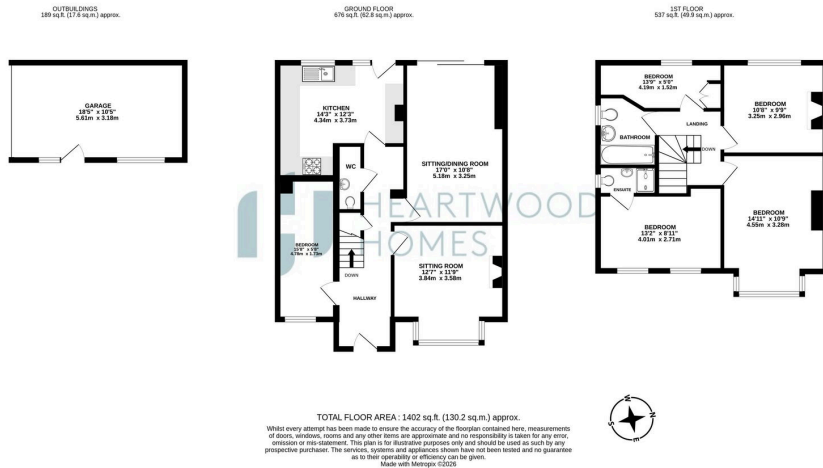 OUTBUILDINGS
189 sq.ft. (17.6 sq.m.) approx.
GROUND FLOOR
676 sq.ft. (62.8 sq.m.) approx.
1ST FLOOR
537 sq.ft. (49.9 sq.m.) approx.
GARAGE
18'5" x 10'5"
5.61m x 3.18m
KITCHEN
14'3" x 12'3"
4.34m x 3.73m
WC
SITTING/DINING ROOM
17'0" x 10'8"
5.18m x 3.25m
BEDROOM
15'8" x 5'8"
4.78m x 1.73m
DOWN
HALLWAY
SITTING ROOM
12'7" x 11'9"
3.84m x 3.58m
BEDROOM
13'9" x 5'0"
4.19m x 1.52m
BEDROOM
10'8" x 9'9"
3.25m x 2.96m
LANDING
BATHROOM
DOWN
ENSUITE
BEDROOM
13'2" x 8'11"
4.01m x 2.71m
BEDROOM
14'11" x 10'9"
4.55m x 3.28m
HEARTWOOD
HOMES
TOTAL FLOOR AREA : 1402 sq.ft. (130.2 sq.m.) approx.
Whilst every attempt has been made to ensure the accuracy of the floorplan contained here, measurements
of doors, windows, rooms and any other items are approximate and no responsibility is taken for any error,
omission or mis-statement. This plan is for illustrative purposes only and should be used as such by any
prospective purchaser. The services, systems and appliances shown have not been tested and no guarantee
as to their operability or efficiency can be given.
Made with Metropix ©2026
W
N
S
E